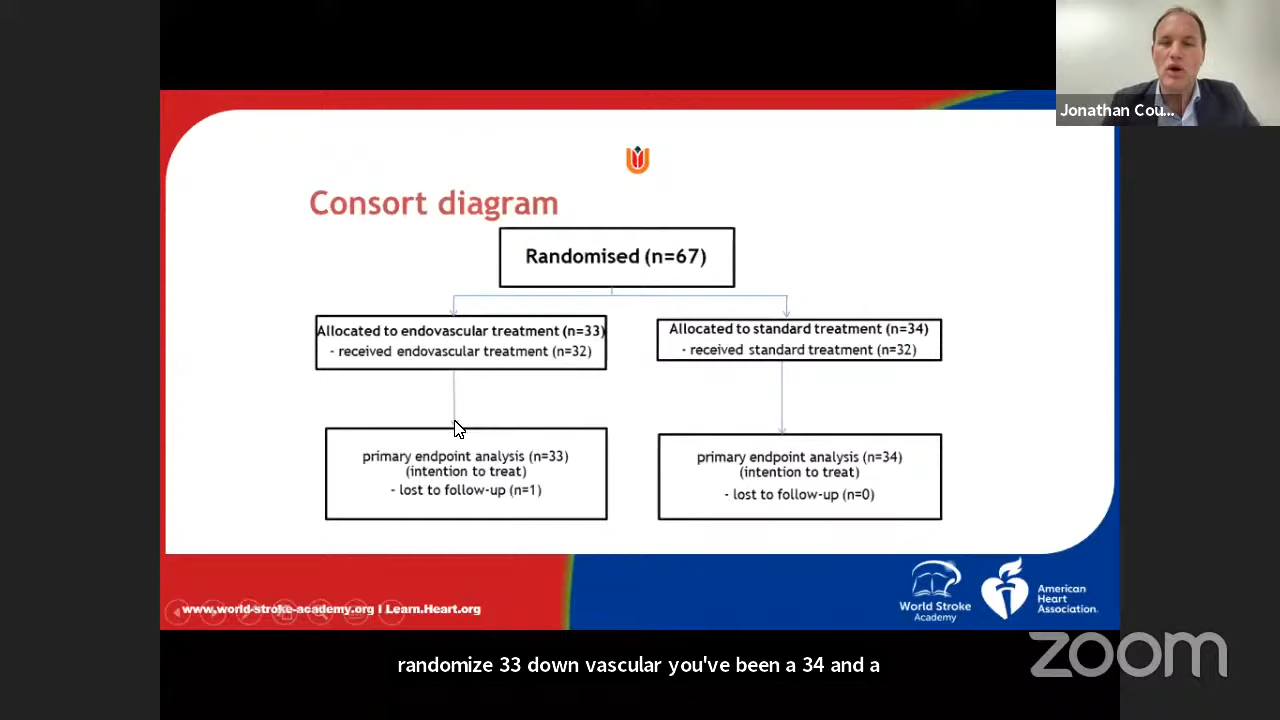 Jonathan Cou...
Consort diagram
Randomised (n=67)
Allocated to endovascular treatment (n=33)
- received endovascular treatment (n=32)
Allocated to standard treatment (n=34)
- received standard treatment (n=32)
primary endpoint analysis (n=33)
(intention to treat)
- lost to follow-up (n=1)
primary endpoint analysis (n=34)
(intention to treat)
- lost to follow-up (n=0)
www.world-stroke-academy.org I Learn.Heart.org
World Stroke
Academy
American
Heart
Association.
randomize 33 down vascular you've been a 34 and a
zoom